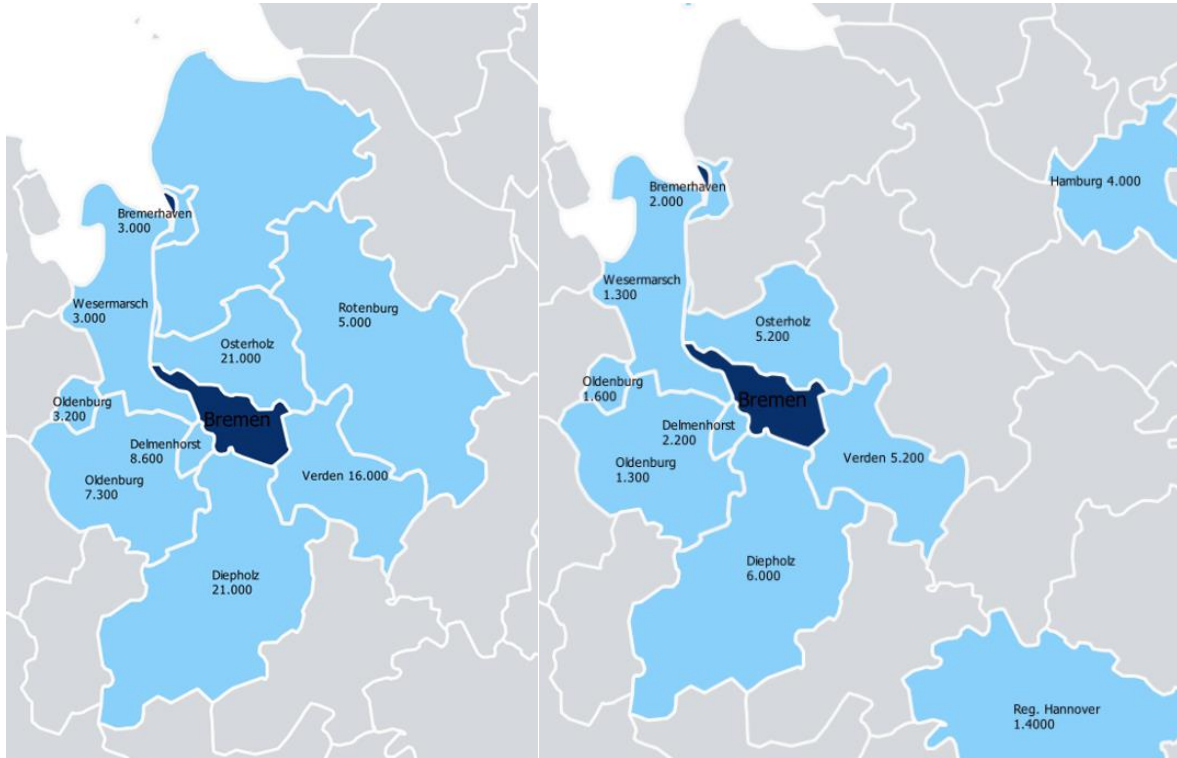 Bremerhaven
3.000
Wesermarsch
3.000
Rotenburg
5.000
Osterholz
21.000
Oldenburg
3.200
Bremen
Delmenhorst
8.600
Oldenburg
7.300
Verden 16.000
Diepholz
21.000
Bremerhaven
2.000
Hamburg 4.000
Wesermarsch
1.300
Osterholz
5.200
Oldenburg
1.600
Bremen
Delmenhorst
2.200
Oldenburg
1.300
Verden 5.200
Diepholz
6.000
Reg. Hannover
1.4000